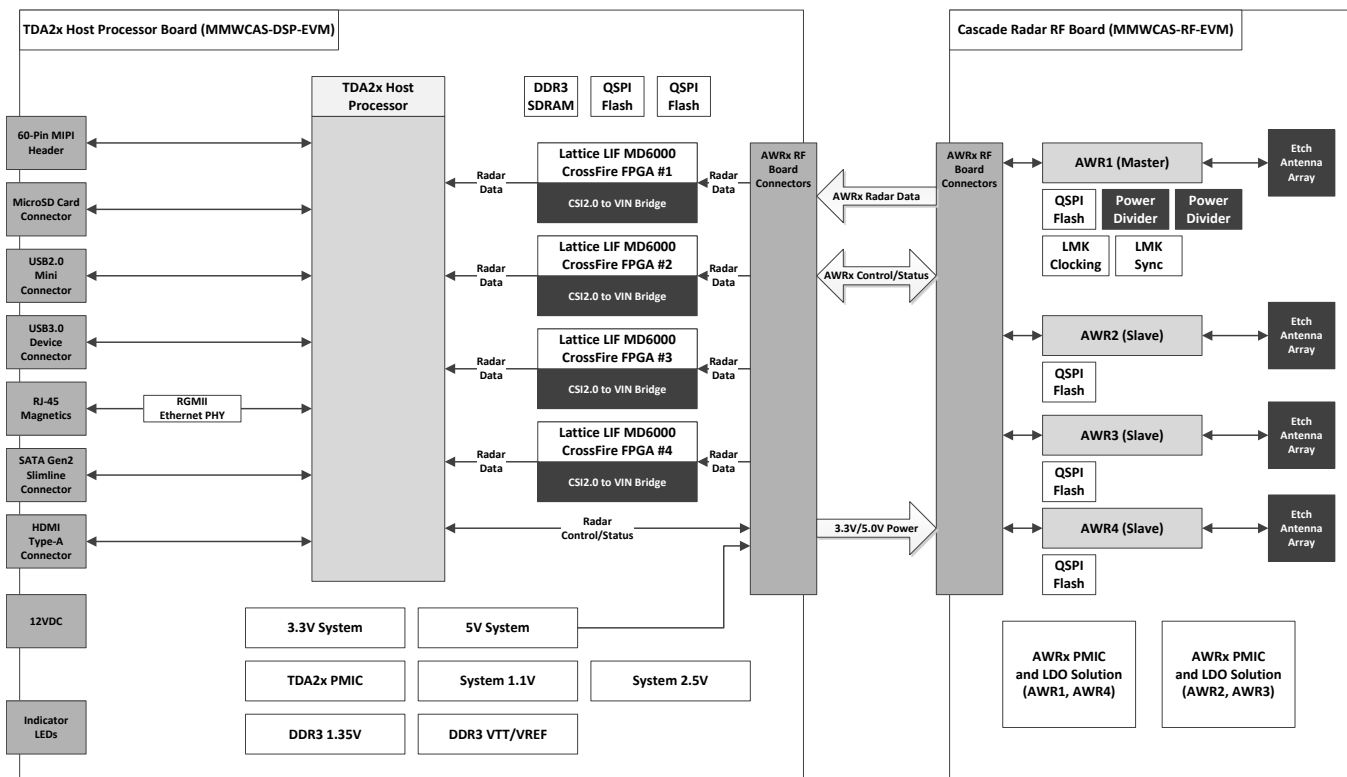 TDA2x Host Processor Board (MMWCAS-DSP-EVM)
60-Pin MIPI
Header
MicroSD Card
Connector
USB2.0
Mini
Connector
USB3.0
Device
Connector
RJ-45
Magnetics
SATA Gen2
Slimline
Connector
HDMI
Type-A
Connector
12VDC
Indicator
LEDs
RGMII
Ethernet PHY
TDA2x Host
Processor
DDR3
SDRAM
QSPI
Flash
QSPI
Flash
Radar
Data
Lattice LIF MD6000
CrossFire FPGA #1
CSI2.0 to VIN Bridge
Radar
Data
Radar
Data
Lattice LIF MD6000
CrossFire FPGA #2
CSI2.0 to VIN Bridge
Radar
Data
Radar
Data
Lattice LIF MD6000
CrossFire FPGA #3
CSI2.0 to VIN Bridge
Radar
Data
Radar
Data
Lattice LIF MD6000
CrossFire FPGA #4
CSI2.0 to VIN Bridge
Radar
Data
Radar
Control/Status
3.3V System
5V System
TDA2x PMIC
System 1.1V
System 2.5V
DDR3 1.35V
DDR3 VTT/VREF
AWRx RF
Board
Connectors
AWRx Radar Data
AWRx Control/Status
3.3V/5.0V Power
Cascade Radar RF Board (MMWCAS-RF-EVM)
AWRx RF
Board
Connectors
AWR1 (Master)
Etch
Antenna
Array
QSPI
Flash
Power
Divider
Power
Divider
LMK
Clocking
LMK
Sync
AWR2 (Slave)
Etch
Antenna
Array
QSPI
Flash
AWR3 (Slave)
Etch
Antenna
Array
QSPI
Flash
AWR4 (Slave)
Etch
Antenna
Array
QSPI
Flash
AWRx PMIC
and LDO Solution
(AWR1, AWR4)
AWRx PMIC
and LDO Solution
(AWR2, AWR3)